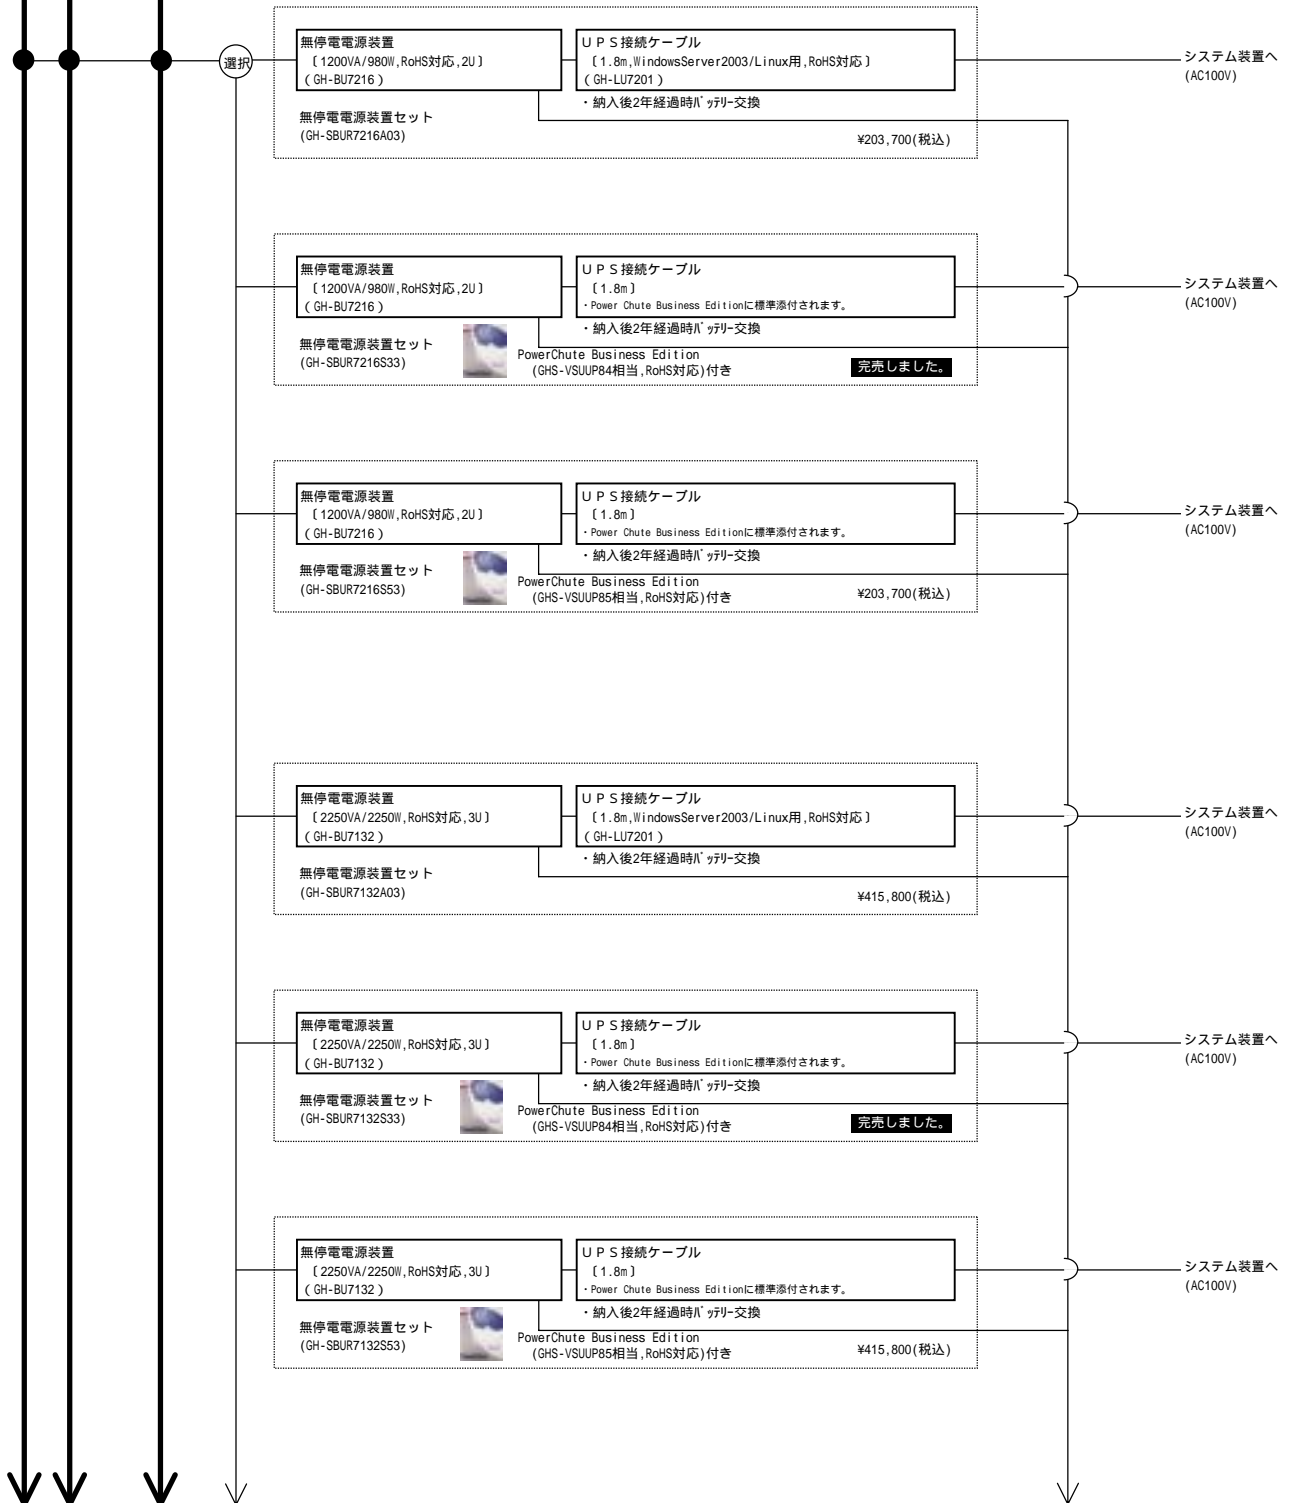 選択
無停電電源装置
〔1200VA/980W,RoHS対応,2U〕
(GH-BU7216)
UPS接続ケーブル
〔1.8m,WindowsServer2003/Linux用,RoHS対応〕
(GH-LU7201)
・納入後2年経過時ﾊﾞｯﾃﾘｰ交換
無停電電源装置セット
(GH-SBUR7216A03)
¥203,700(税込)
システム装置へ
(AC100V)
無停電電源装置
〔1200VA/980W,RoHS対応,2U〕
(GH-BU7216)
UPS接続ケーブル
〔1.8m〕
・Power Chute Business Editionに標準添付されます。
・納入後2年経過時ﾊﾞｯﾃﾘｰ交換
無停電電源装置セット
(GH-SBUR7216S33)
PowerChute Business Edition
(GHS-VSUUP84相当,RoHS対応)付き
完売しました。
システム装置へ
(AC100V)
無停電電源装置
〔1200VA/980W,RoHS対応,2U〕
(GH-BU7216)
UPS接続ケーブル
〔1.8m〕
・Power Chute Business Editionに標準添付されます。
・納入後2年経過時ﾊﾞｯﾃﾘｰ交換
無停電電源装置セット
(GH-SBUR7216S53)
PowerChute Business Edition
(GHS-VSUUP85相当,RoHS対応)付き
¥203,700(税込)
システム装置へ
(AC100V)
無停電電源装置
〔2250VA/2250W,RoHS対応,3U〕
(GH-BU7132)
UPS接続ケーブル
〔1.8m,WindowsServer2003/Linux用,RoHS対応〕
(GH-LU7201)
・納入後2年経過時ﾊﾞｯﾃﾘｰ交換
無停電電源装置セット
(GH-SBUR7132A03)
¥415,800(税込)
システム装置へ
(AC100V)
無停電電源装置
〔2250VA/2250W,RoHS対応,3U〕
(GH-BU7132)
UPS接続ケーブル
〔1.8m〕
・Power Chute Business Editionに標準添付されます。
・納入後2年経過時ﾊﾞｯﾃﾘｰ交換
無停電電源装置セット
(GH-SBUR7132S33)
PowerChute Business Edition
(GHS-VSUUP84相当,RoHS対応)付き
完売しました。
システム装置へ
(AC100V)
無停電電源装置
〔2250VA/2250W,RoHS対応,3U〕
(GH-BU7132)
UPS接続ケーブル
〔1.8m〕
・Power Chute Business Editionに標準添付されます。
・納入後2年経過時ﾊﾞｯﾃﾘｰ交換
無停電電源装置セット
(GH-SBUR7132S53)
PowerChute Business Edition
(GHS-VSUUP85相当,RoHS対応)付き
¥415,800(税込)
システム装置へ
(AC100V)